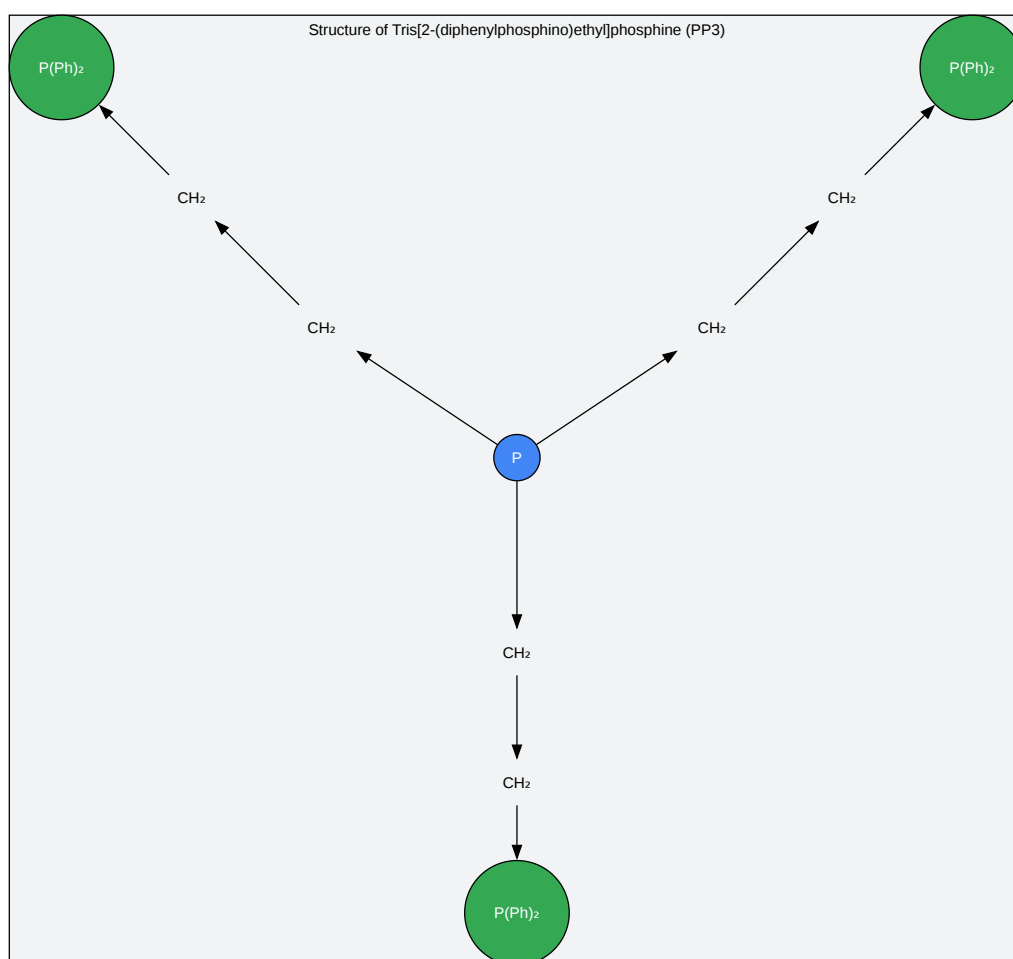 Structure of Tris[2-(diphenylphosphino)ethyl]phosphine (PP3)
P(Ph)₂
P(Ph)₂
CH₂
CH₂
CH₂
CH₂
P
CH₂
CH₂
P(Ph)₂